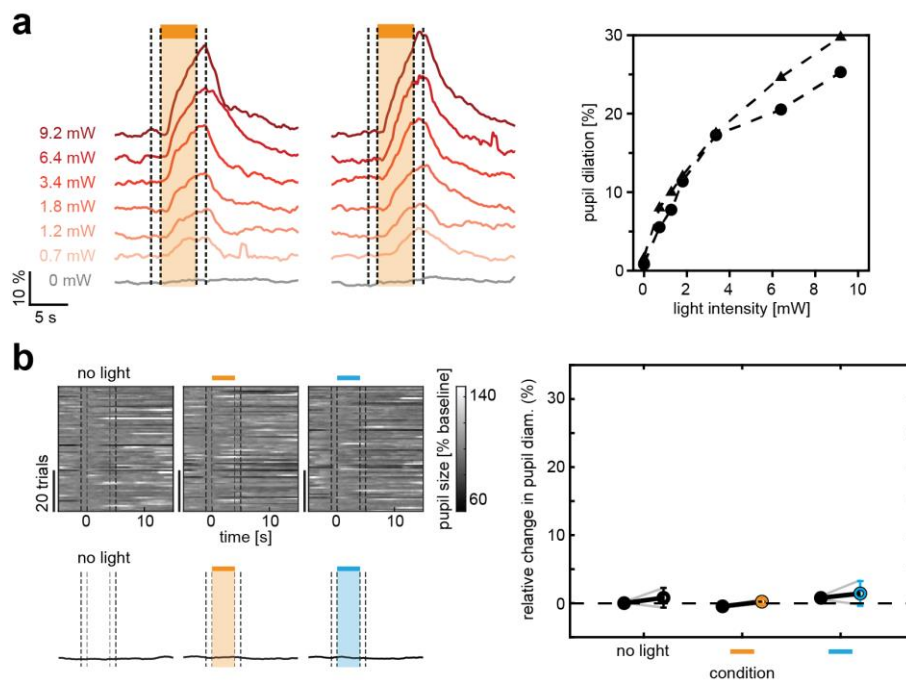 a
9.2 mW
6.4 mW
3.4 mW
1.8 mW
1.2 mW
0.7 mW
0 mW
10 %
5 s
pupil dilation [%]
30
20
10
0
0 2 4 6 8 10
light intensity [mW]
b
no light
20 trials
0 10
0 10
0 10
time [s]
pupil size [% baseline]
140
60
no light
relative change in pupil diam. (%)
30
20
10
0
no light
condition